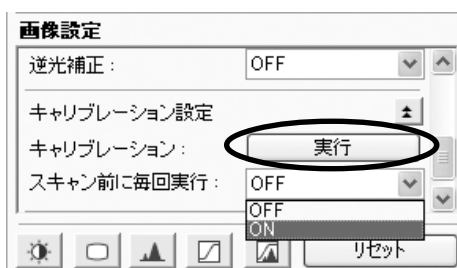 画像設定
逆光補正： OFF
キャリブレーション設定
キャリブレーション： 実行
スキャン前に毎回実行： OFF
OFF
ON
リセット